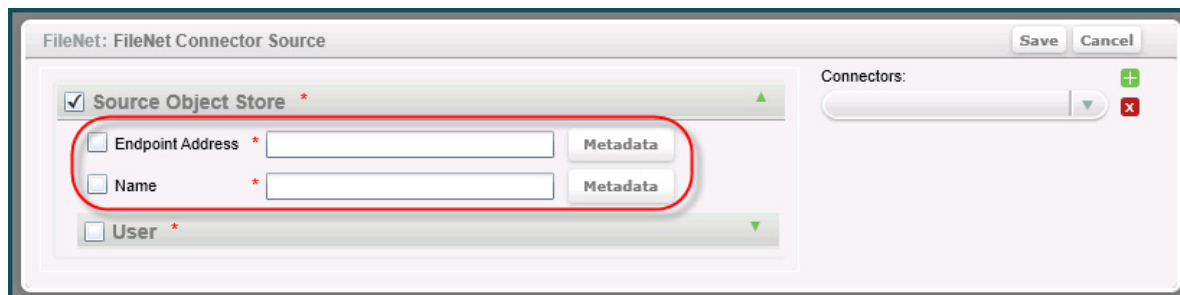 FileNet: FileNet Connector Source
Save Cancel
Connectors:
Source Object Store *
Endpoint Address * Metadata
Name * Metadata
User *